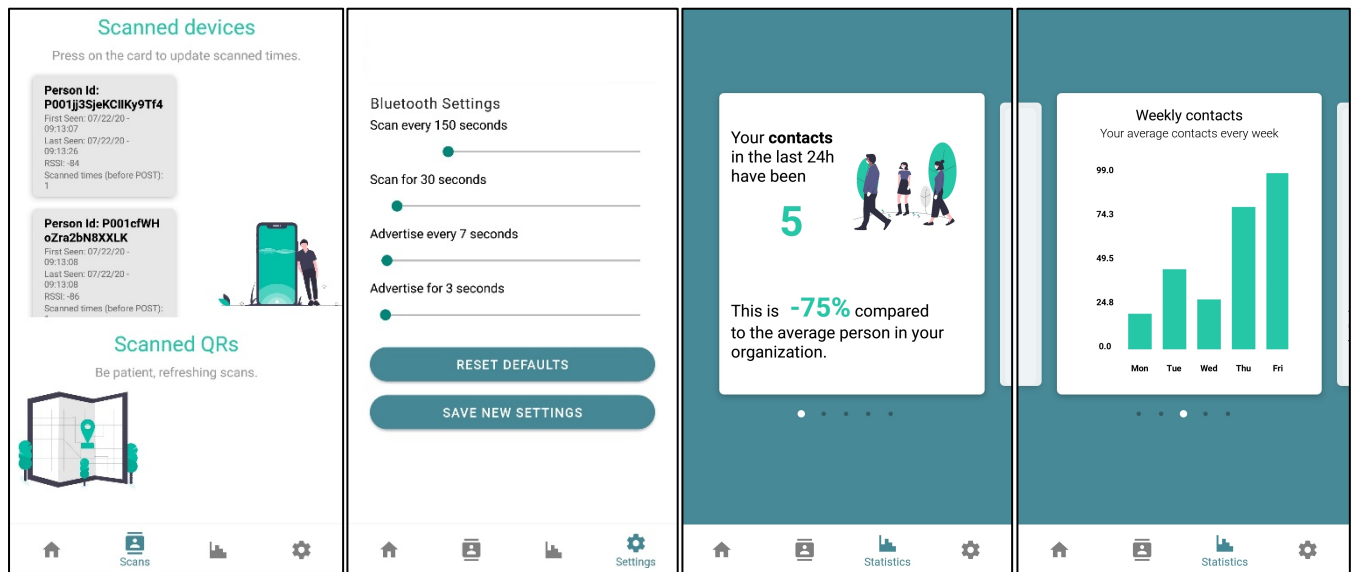 Scanned devices
Press on the card to update scanned times.
Person Id:
P001jj3SjeKCIIKy9Tf4
First Seen: 07/22/20 -
09:13:07
Last Seen: 07/22/20 -
09:13:26
RSSI: -84
Scanned times (before POST):
1
Person Id: P001cfWH
oZra2bN8XXLK
First Seen: 07/22/20 -
09:13:08
Last Seen: 07/22/20 -
09:13:08
RSSI: -86
Scanned times (before POST):
Scanned QRs
Be patient, refreshing scans.
Scans
Bluetooth Settings
Scan every 150 seconds
Scan for 30 seconds
Advertise every 7 seconds
Advertise for 3 seconds
RESET DEFAULTS
SAVE NEW SETTINGS
Settings
Your contacts
in the last 24h
have been
5
This is -75% compared
to the average person in your
organization.
Statistics
Weekly contacts
Your average contacts every week
99.0
74.3
49.5
24.8
0.0
Mon Tue Wed Thu Fri
Statistics